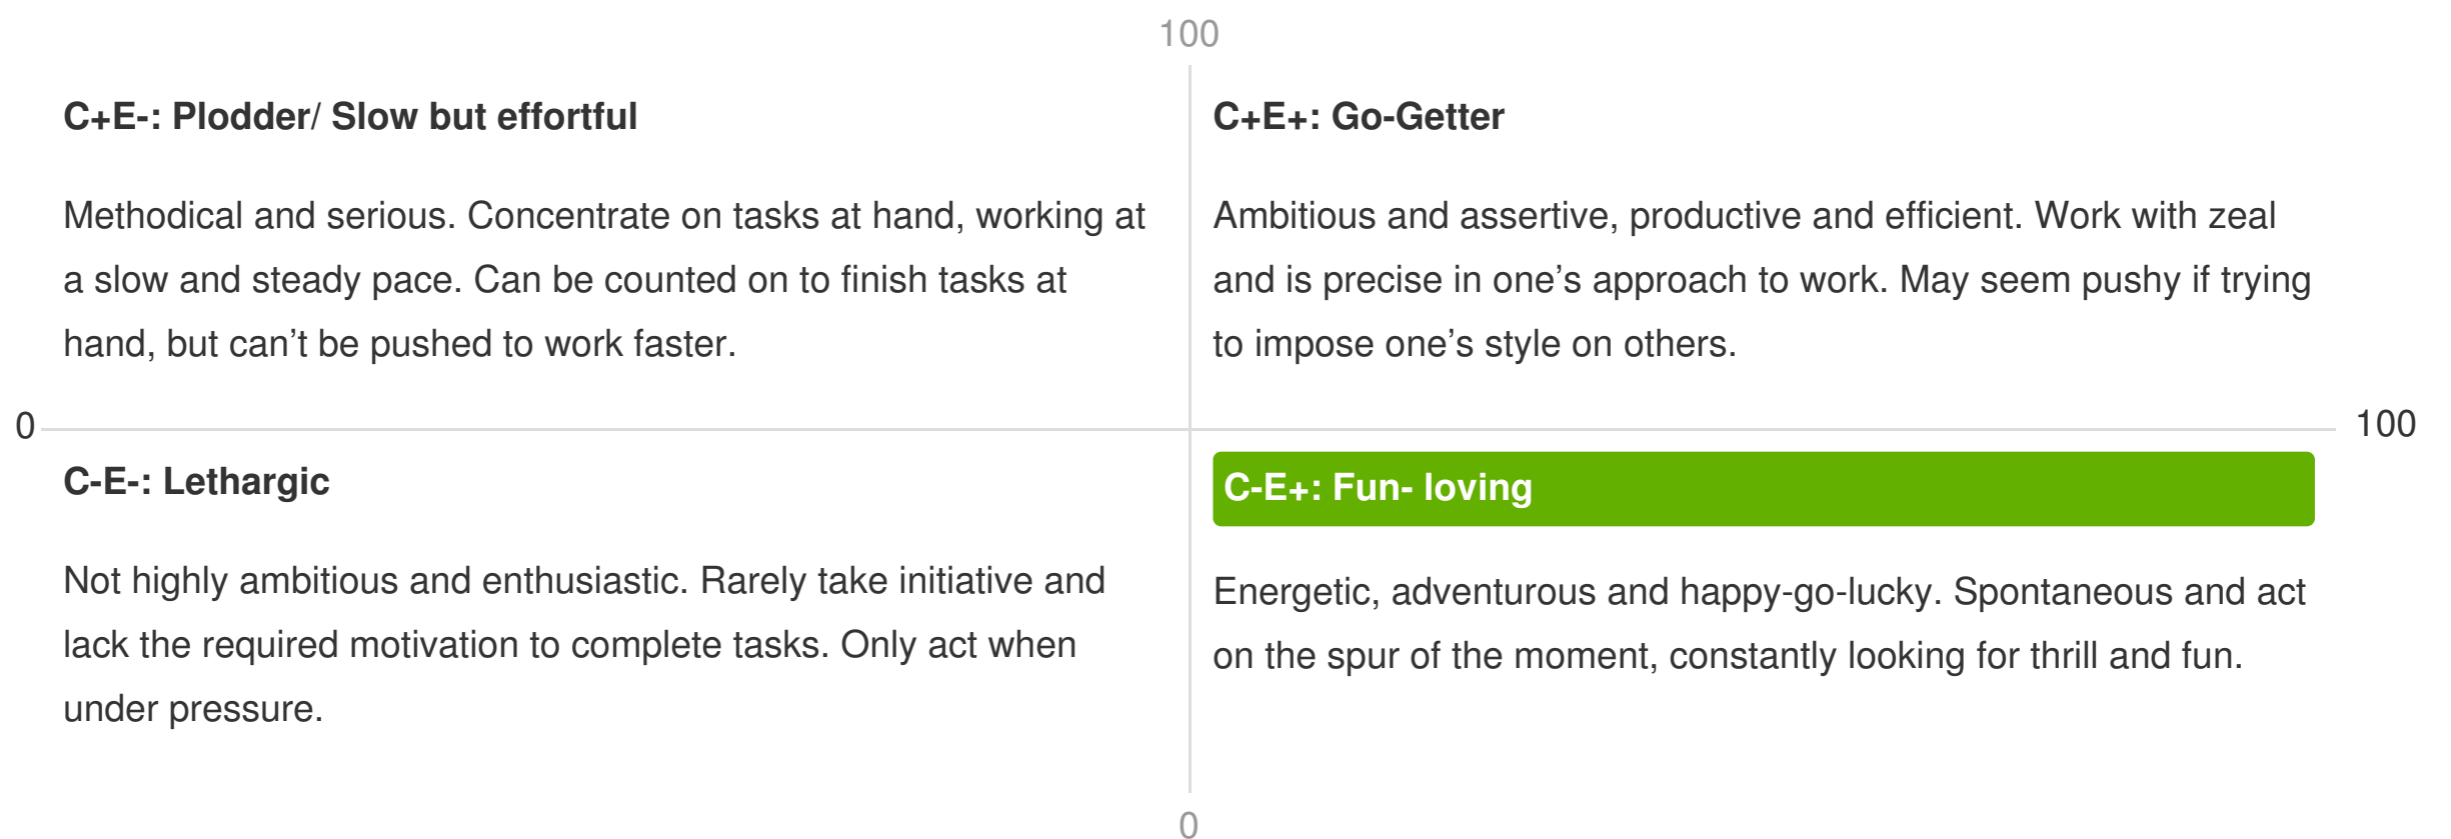 100
C+E-: Plodder/ Slow but effortful
Methodical and serious. Concentrate on tasks at hand, working at
a slow and steady pace. Can be counted on to finish tasks at
hand, but can’t be pushed to work faster.
C+E+: Go-Getter
Ambitious and assertive, productive and efficient. Work with zeal
and is precise in one’s approach to work. May seem pushy if trying
to impose one’s style on others.
0
100
C-E-: Lethargic
Not highly ambitious and enthusiastic. Rarely take initiative and
lack the required motivation to complete tasks. Only act when
under pressure.
C-E+: Fun- loving
Energetic, adventurous and happy-go-lucky. Spontaneous and act
on the spur of the moment, constantly looking for thrill and fun.
0